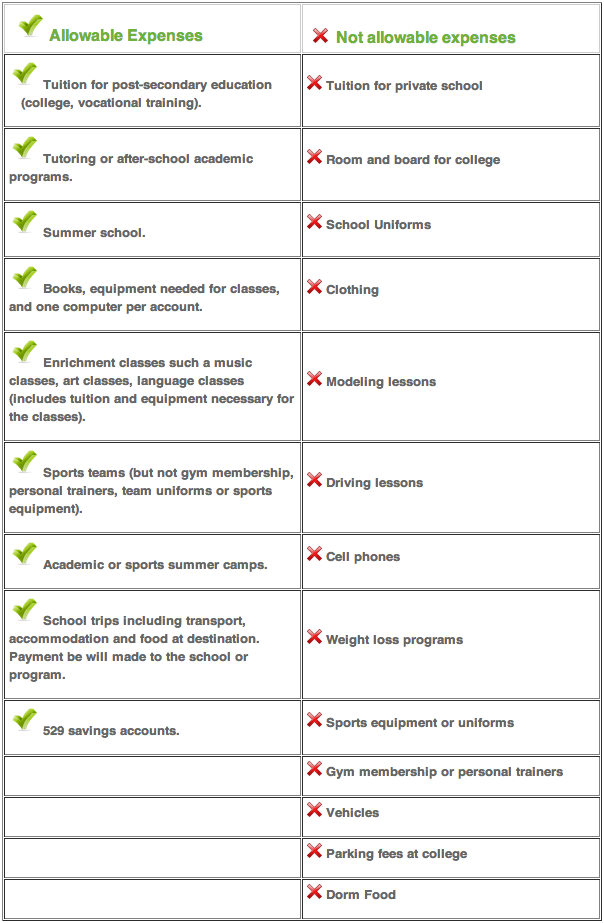 Allowable Expenses
Not allowable expenses
Tuition for post-secondary education
(college, vocational training).
Tuition for private school
Tutoring or after-school academic
programs.
Room and board for college
Summer school.
School Uniforms
Books, equipment needed for classes,
and one computer per account.
Clothing
Enrichment classes such a music
classes, art classes, language classes
(includes tuition and equipment necessary for
the classes).
Modeling lessons
Sports teams (but not gym membership,
personal trainers, team uniforms or sports
equipment).
Driving lessons
Academic or sports summer camps.
Cell phones
School trips including transport,
accommodation and food at destination.
Payment be will made to the school or
program.
Weight loss programs
529 savings accounts.
Sports equipment or uniforms
Gym membership or personal trainers
Vehicles
Parking fees at college
Dorm Food